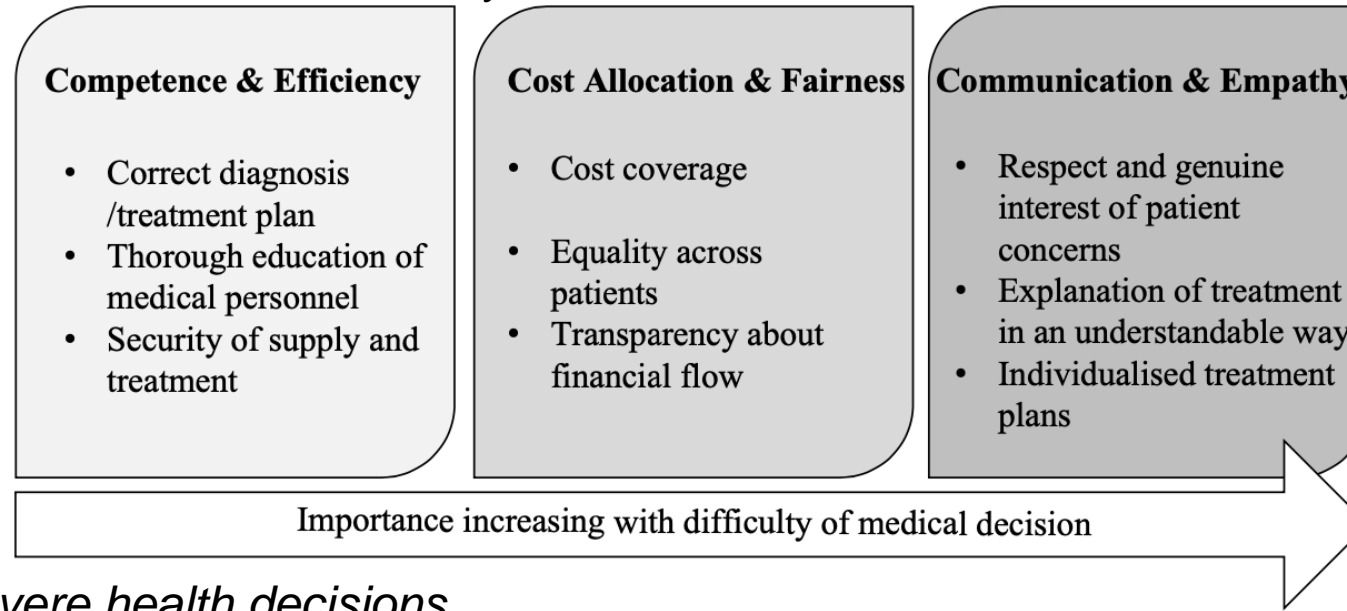 Competence & Efficiency
• Correct diagnosis
/treatment plan
• Thorough education of
medical personnel
• Security of supply and
treatment
Cost Allocation & Fairness
• Cost coverage
• Equality across
patients
• Transparency about
financial flow
Communication & Empathy
• Respect and genuine
interest of patient
concerns
• Explanation of treatment
in an understandable way
• Individualised treatment
plans
Importance increasing with difficulty of medical decision
vere health decisions